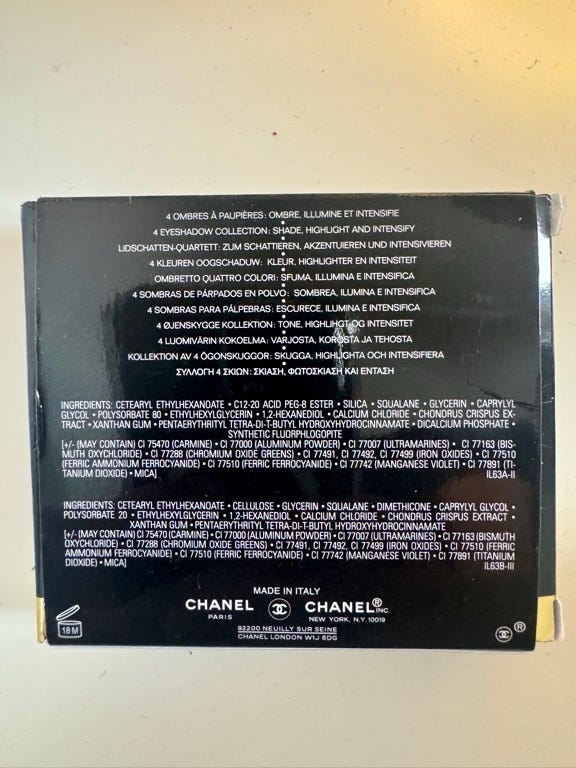 4 OMBRES À PAUPIÈRES: OMBRE, ILLUMINE ET INTENSIFIE
4 EYESHADOW COLLECTION: SHADE, HIGHLIGHT AND INTENSIFY
LIDSCHATTEN-QUARTETT: ZUM SCHATTIEREN, AKZENTUIEREN UND INTENSIVIEREN
4 KLEUREN OOGSCHADUW: KLEUR, HIGHLIGHTER EN INTENSITEIT
OMBRETTO QUATTRO COLORI: SFUMA, ILLUMINA E INTENSIFICA
4 SOMBRAS DE PÁRPADOS EN POLVO: SOMBREA, ILUMINA E INTENSIFICA
4 SOMBRAS PARA PÁLPEBRAS: ESCURECE, ILUMINA E INTENSIFICA
4 ØJENSKYGGE KOLLEKTION: TONE, HIGHLIHGT OG INTENSITET
4 LUOMIVÄRIN KOKOELMA: VARJOSTA, KOROSTA JA TEHOSTA
KOLLEKTION AV 4 ÖGONSKUGGOR: SKUGGA, HIGHLIGHTA OCH INTENSIFIERA
ΣΥΛΛΟΓΗ 4 ΣΚΙΩΝ: ΣΚΙΑΣΗ, ΦΩΤΟΣΚΙΑΣΗ ΚΑΙ ΕΝΤΑΣΗ
INGREDIENTS: CETEARYL ETHYLHEXANOATE • C12-20 ACID PEG-8 ESTER • SILICA • SQUALANE • GLYCERIN • CAPRYLYL
GLYCOL • POLYSORBATE 80 • ETHYLHEXYLGLYCERIN • 1,2-HEXANEDIOL • CALCIUM CHLORIDE • CHONDRUS CRISPUS EX-
TRACT • XANTHAN GUM • PENTAERYTHRITYL TETRA-DI-T-BUTYL HYDROXYHYDROCINNAMATE • DICALCIUM PHOSPHATE •
SYNTHETIC FLUORPHLOGOPITE
[+/- (MAY CONTAIN) CI 75470 (CARMINE) • CI 77000 (ALUMINUM POWDER) • CI 77007 (ULTRAMARINES) • CI 77163 (BIS-
MUTH OXYCHLORIDE) • CI 77288 (CHROMIUM OXIDE GREENS) • CI 77491, CI 77492, CI 77499 (IRON OXIDES) • CI 77510
(FERRIC AMMONIUM FERROCYANIDE) • CI 77510 (FERRIC FERROCYANIDE) • CI 77742 (MANGANESE VIOLET) • CI 77891 (TI-
TANIUM DIOXIDE) • MICA] IL63A-II
INGREDIENTS: CETEARYL ETHYLHEXANOATE • CELLULOSE • GLYCERIN • SQUALANE • DIMETHICONE • CAPRYLYL GLYCOL •
POLYSORBATE 20 • ETHYLHEXYLGLYCERIN • 1,2-HEXANEDIOL • CALCIUM CHLORIDE • CHONDRUS CRISPUS EXTRACT •
XANTHAN GUM • PENTAERYTHRITYL TETRA-DI-T-BUTYL HYDROXYHYDROCINNAMATE
[+/- (MAY CONTAIN) CI 75470 (CARMINE) • CI 77000 (ALUMINUM POWDER) • CI 77007 (ULTRAMARINES) • CI 77163 (BISMUTH
OXYCHLORIDE) • CI 77288 (CHROMIUM OXIDE GREENS) • CI 77491, CI 77492, CI 77499 (IRON OXIDES) • CI 77510 (FERRIC
AMMONIUM FERROCYANIDE) • CI 77510 (FERRIC FERROCYANIDE) • CI 77742 (MANGANESE VIOLET) • CI 77891 (TITANIUM
DIOXIDE) • MICA] IL63B-III
MADE IN ITALY
CHANEL CHANEL®INC.
PARIS NEW YORK, N.Y. 10019
92200 NEUILLY SUR SEINE
CHANEL LONDON W1J 6DG
18 M
®